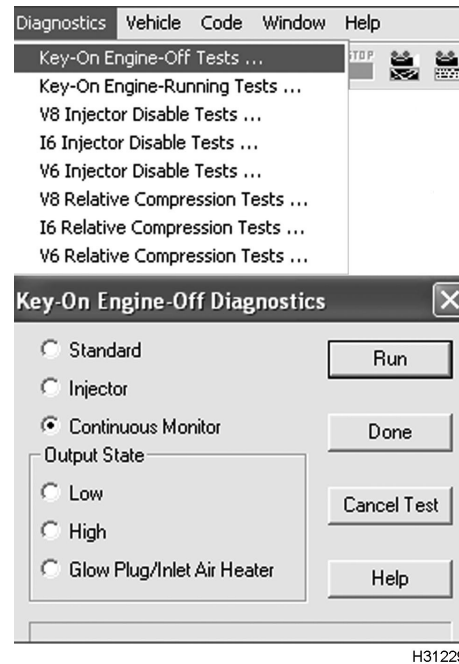 Diagnostics Vehicle Code Window Help
Key-On Engine-Off Tests ...
STOP
Key-On Engine-Running Tests ...
V8 Injector Disable Tests ...
I6 Injector Disable Tests ...
V6 Injector Disable Tests ...
V8 Relative Compression Tests ...
I6 Relative Compression Tests ...
V6 Relative Compression Tests ...
Key-On Engine-Off Diagnostics
Standard
Run
Injector
Continuous Monitor
Done
Output State
Low
Cancel Test
High
Glow Plug/Inlet Air Heater
Help
H31229